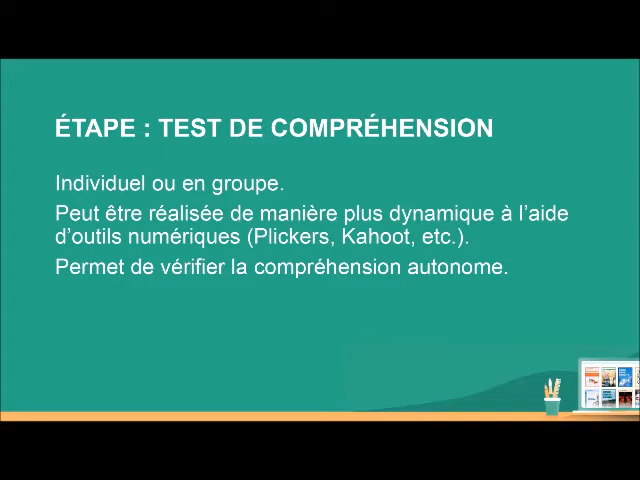 ÉTAPE : TEST DE COMPRÉHENSION
Individuel ou en groupe.
Peut être réalisée de manière plus dynamique à l’aide
d’outils numériques (Plickers, Kahoot, etc.).
Permet de vérifier la compréhension autonome.